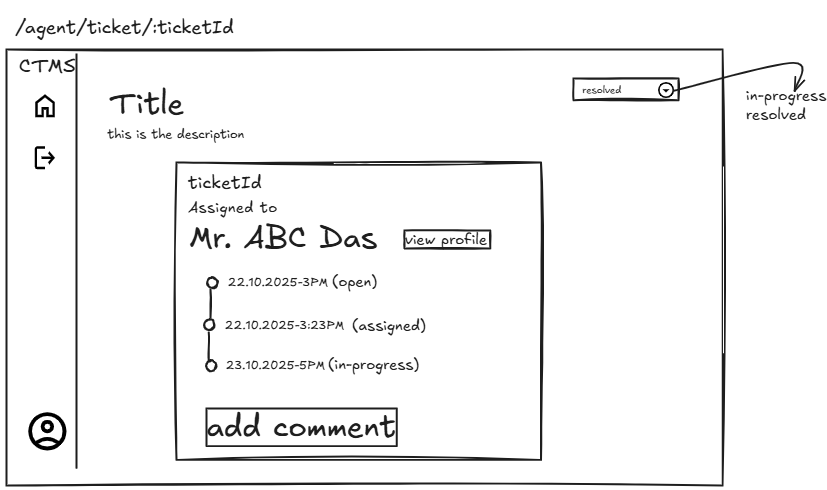 /agent/ticket/:ticketId
CTMS
resolved
in-progress
resolved
Title
this is the description
ticketId
Assigned to
Mr. ABC Das
view profile
22.10.2025-3PM (open)
22.10.2025-3:23PM (assigned)
23.10.2025-5PM (in-progress)
add comment